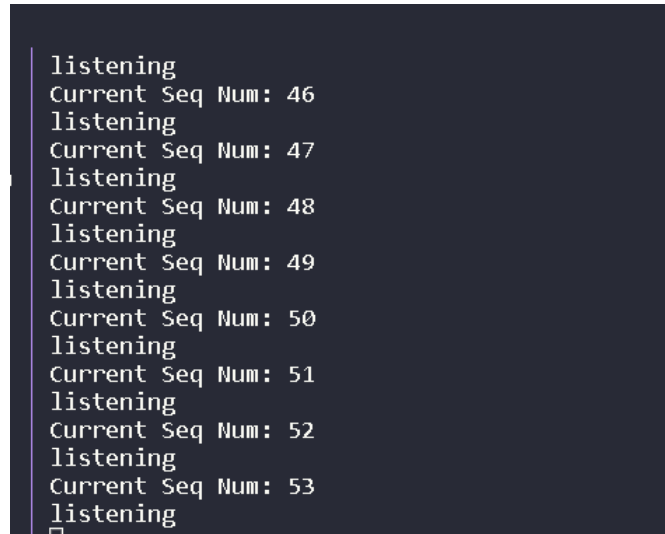 listening
Current Seq Num: 46
listening
Current Seq Num: 47
listening
Current Seq Num: 48
listening
Current Seq Num: 49
listening
Current Seq Num: 50
listening
Current Seq Num: 51
listening
Current Seq Num: 52
listening
Current Seq Num: 53
listening